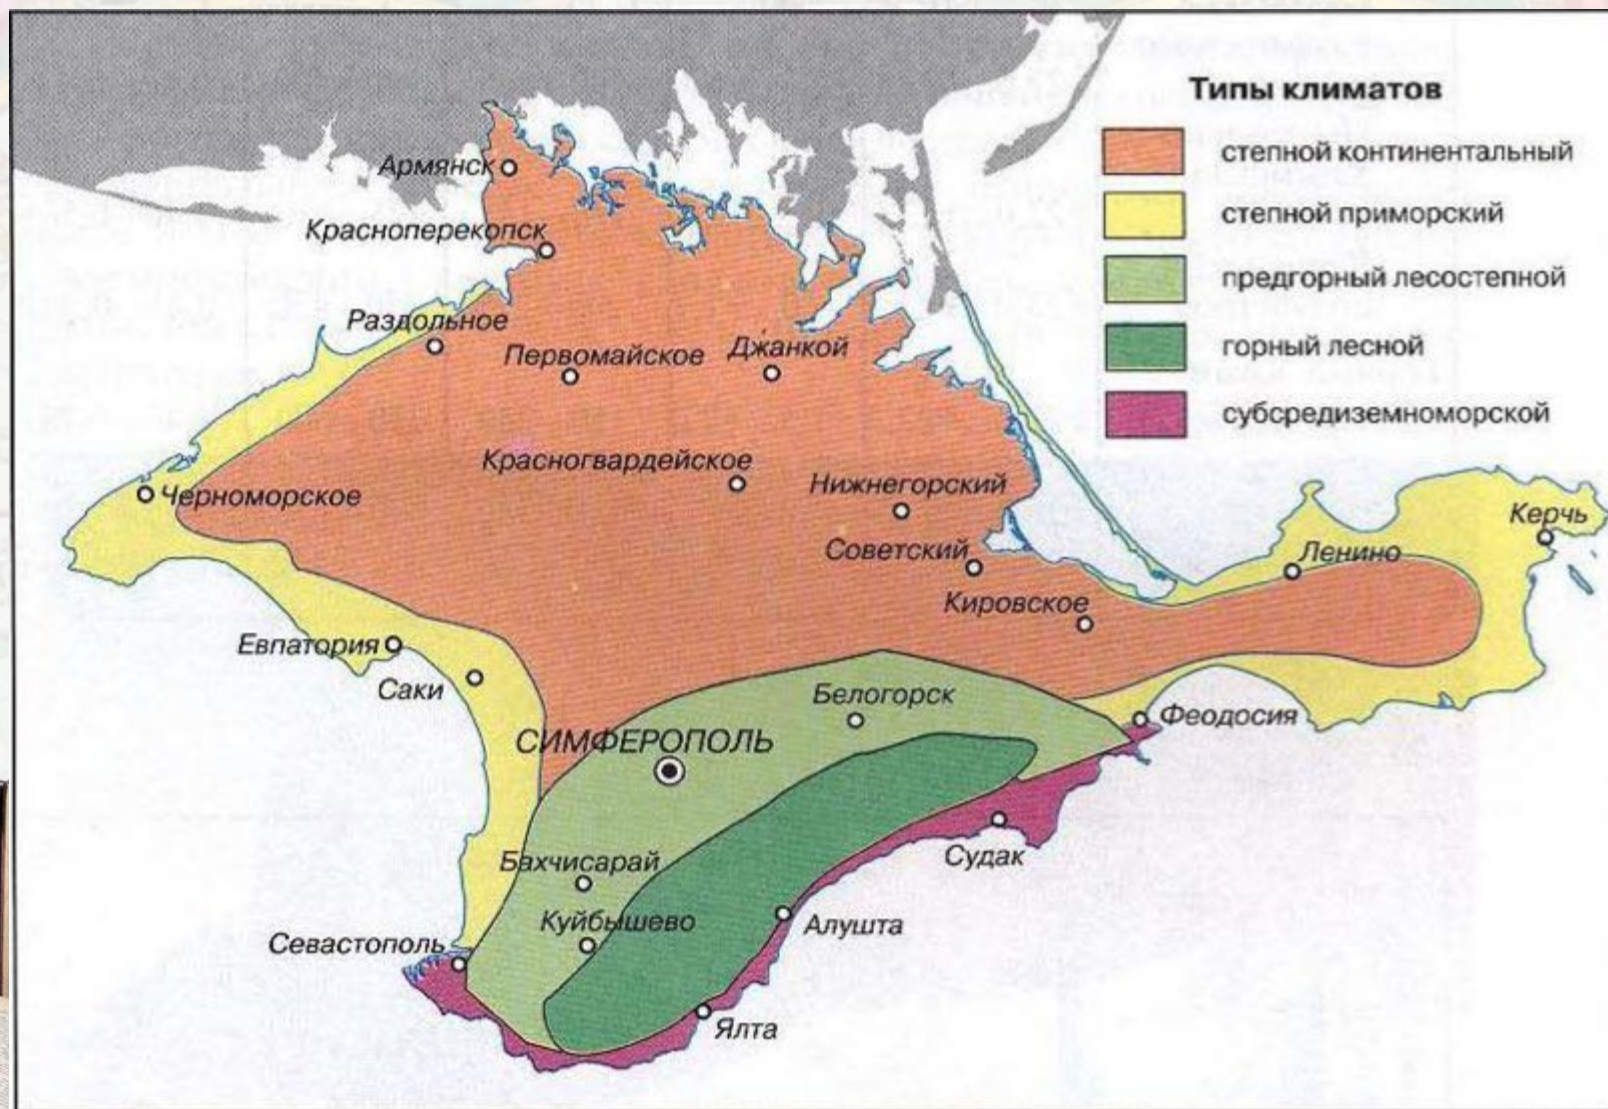 Типы климатов
степной континентальный
степной приморский
предгорный лесостепной
горный лесной
субсредиземноморской
Армянск
Красноперекопск
Раздольное
Первомайское
Джанкой
Красногвардейское
Черноморское
Нижнегорский
Керчь
Советский
Ленино
Кировское
Евпатория
Саки
Белогорск
Феодосия
СИМФЕРОПОЛЬ
Бахчисарай
Судак
Куйбышево
Алушта
Севастополь
Ялта